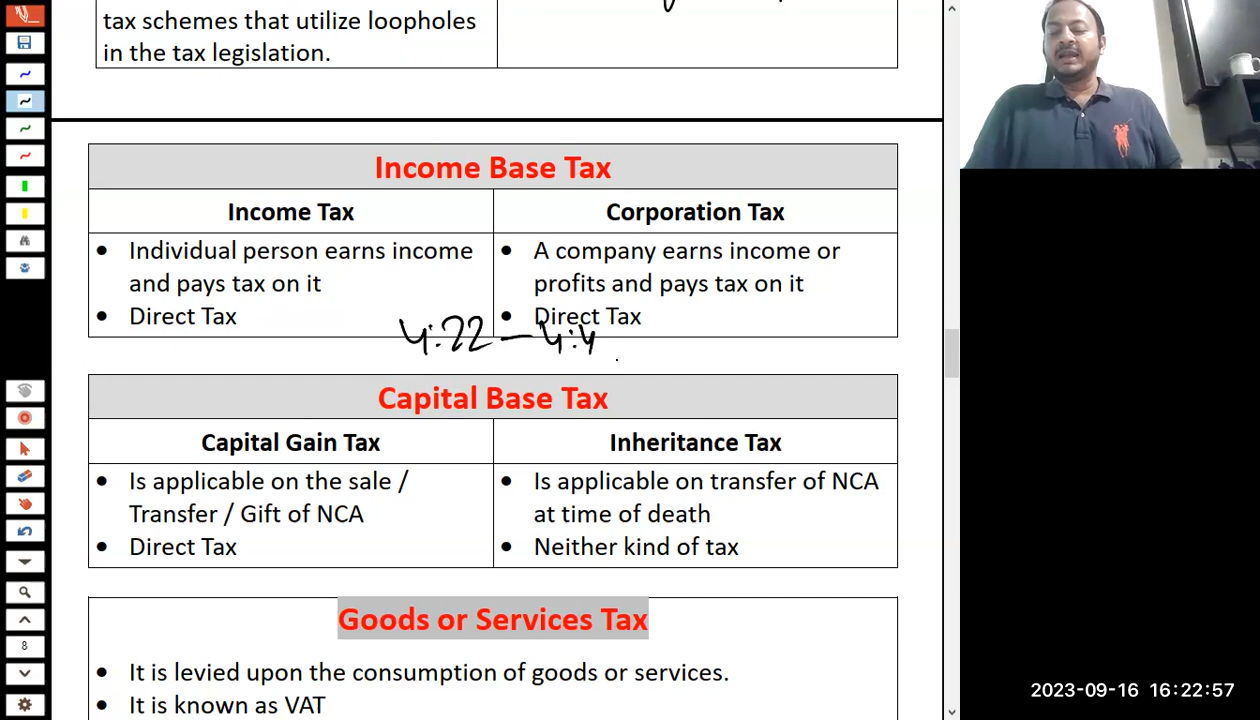 tax schemes that utilize loopholes
in the tax legislation.
Income Base Tax
Income Tax
Corporation Tax
• Individual person earns income
and pays tax on it
• Direct Tax
• A company earns income or
profits and pays tax on it
• Direct Tax
4:22 — 4:4
Capital Base Tax
Capital Gain Tax
Inheritance Tax
• Is applicable on the sale /
Transfer / Gift of NCA
• Direct Tax
• Is applicable on transfer of NCA
at time of death
• Neither kind of tax
Goods or Services Tax
• It is levied upon the consumption of goods or services.
• It is known as VAT
8
2023-09-16 16:22:57